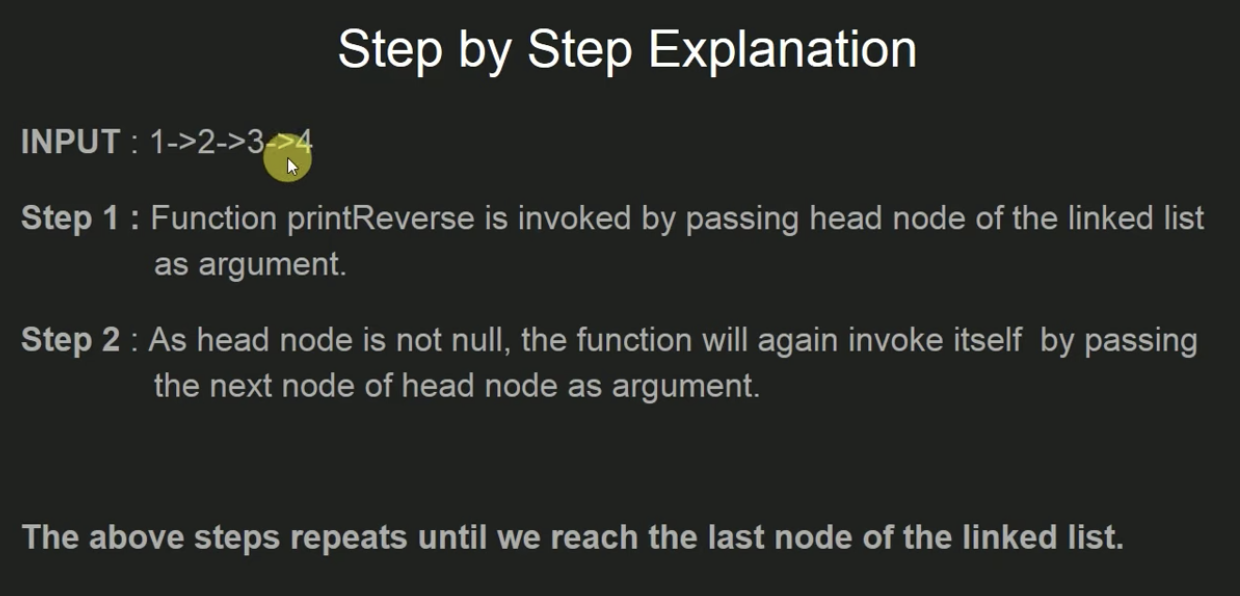 Step by Step Explanation
INPUT : 1->2->3->4
Step 1 : Function printReverse is invoked by passing head node of the linked list
as argument.
Step 2 : As head node is not null, the function will again invoke itself  by passing
the next node of head node as argument.
The above steps repeats until we reach the last node of the linked list.